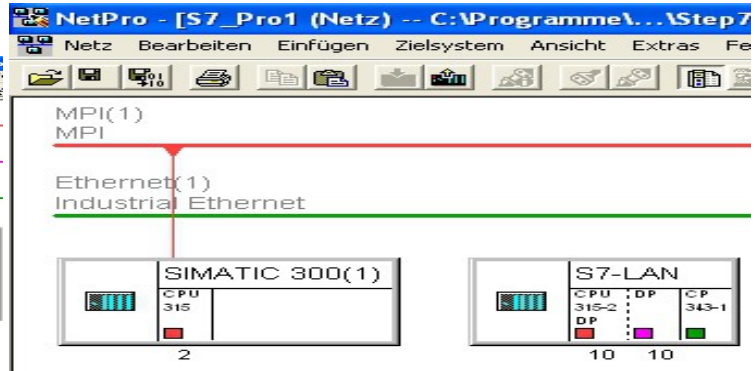 NetPro - [S7_Pro1 (Netz) -- C:\Programme\...\Step7
Netz Bearbeiten Einfügen Zielsystem Ansicht Extras Fe
MPI(1)
MPI
Ethernet(1)
Industrial Ethernet
SIMATIC 300(1)
CPU
315
2
S7-LAN
CPU DP CP
315-2 343-1
DP
10 10